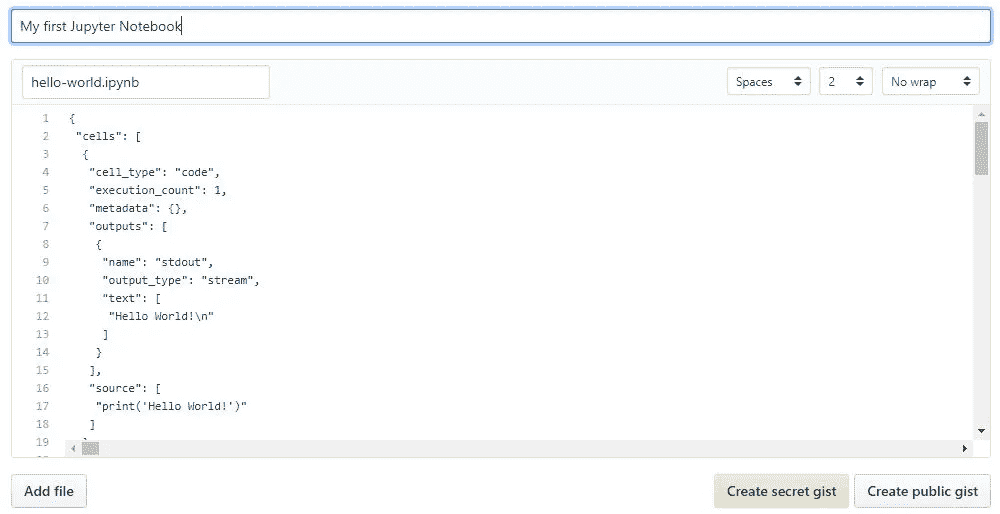 My first Jupyter Notebook
hello-world.ipynb Spaces 2 No wrap
1 {
2 "cells": [
3 {
4 "cell_type": "code",
5 "execution_count": 1,
6 "metadata": {},
7 "outputs": [
8 {
9 "name": "stdout",
10 "output_type": "stream",
11 "text": [
12 "Hello World!\n"
13 ]
14 }
15 ],
16 "source": [
17 "print('Hello World!')"
18 ]
19
Add file Create secret gist Create public gist